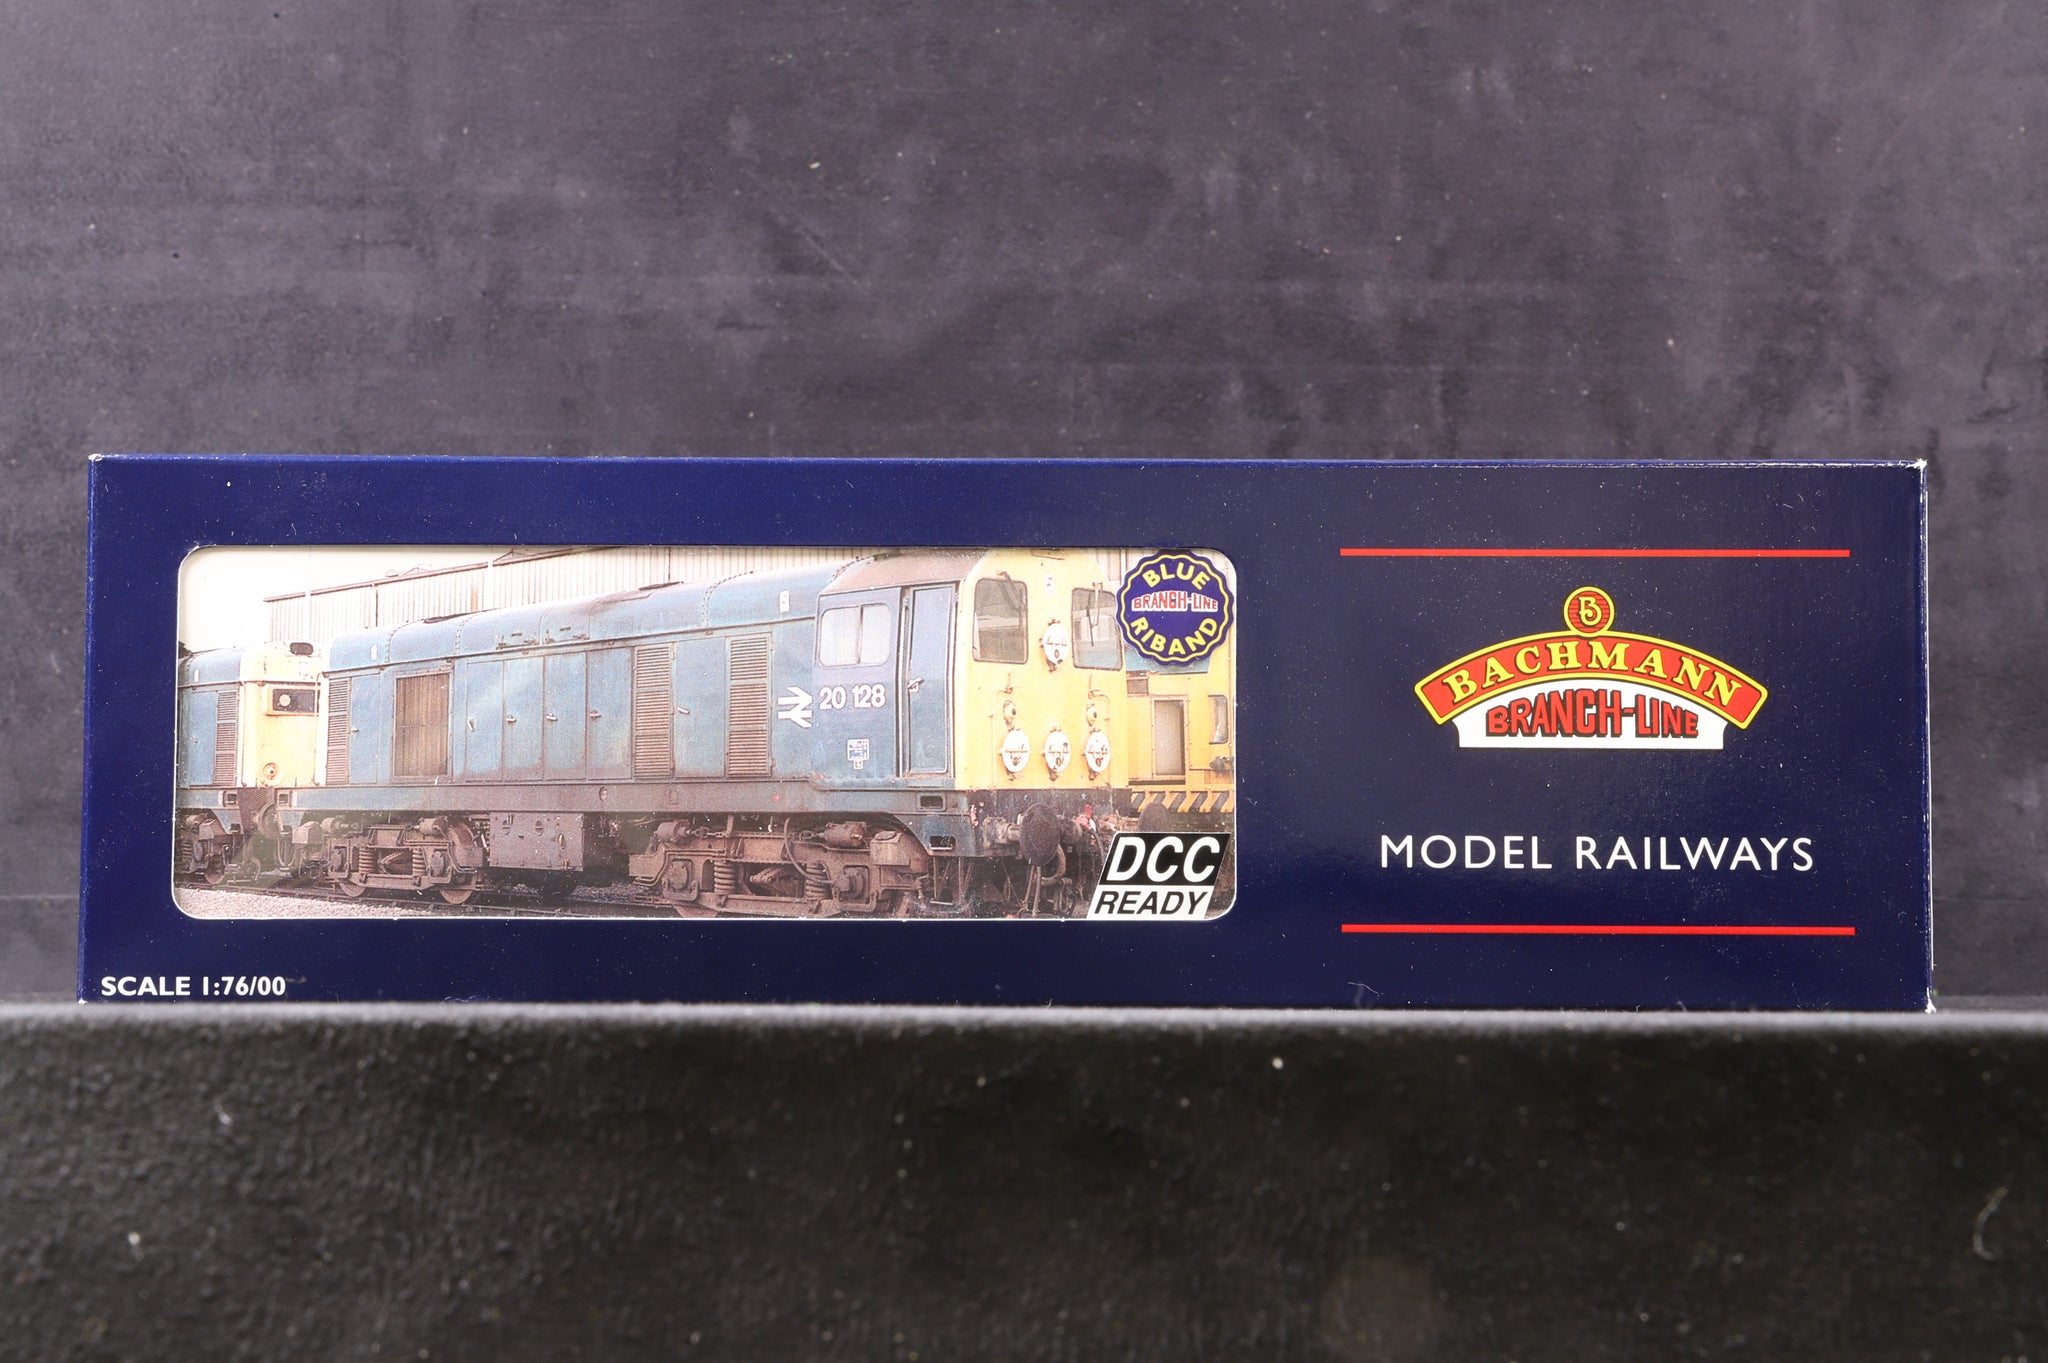 BLUE
BRANCH-LINE
RIBAND
20 128
DCC
READY
B
BACHMANN
BRANCH-LINE
MODEL RAILWAYS
SCALE 1:76/00